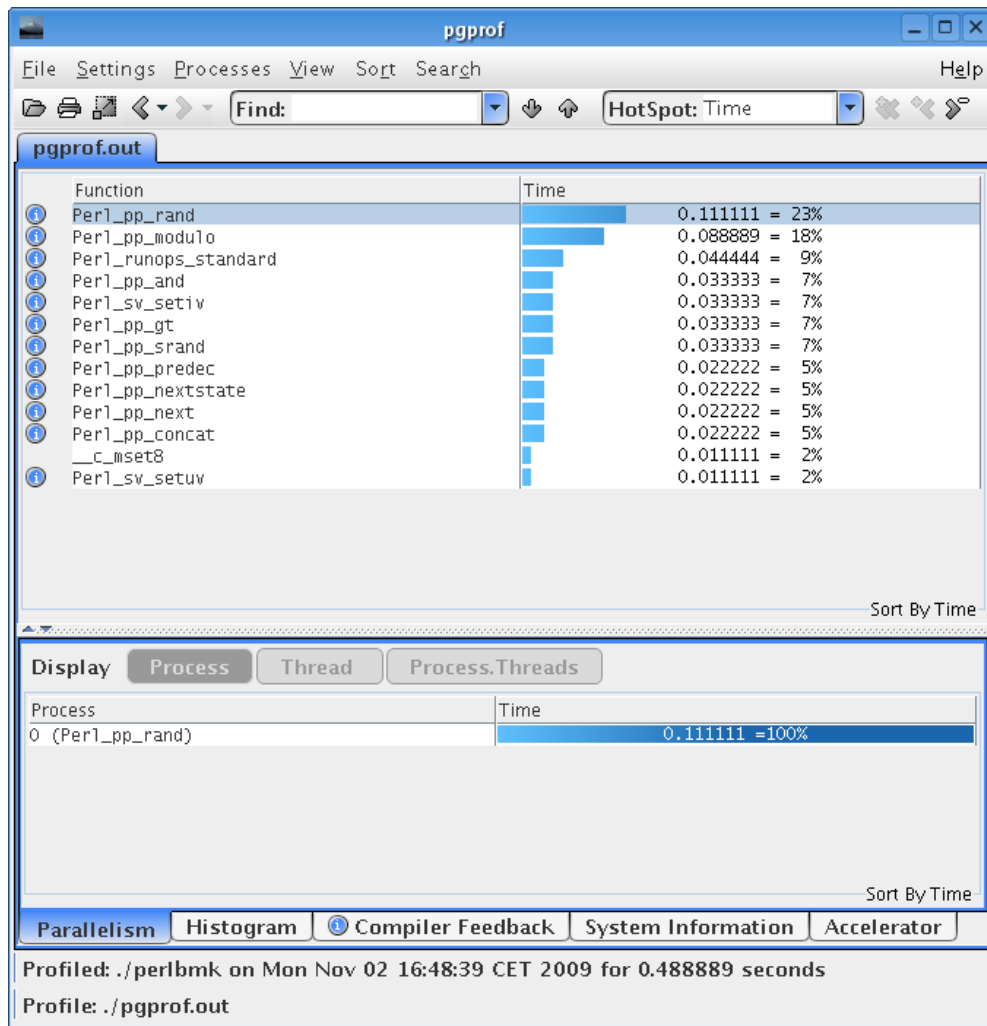 pgprof
File Settings Processes View Sort Search Help
Find: HotSpot: Time
pgprof.out
Function Time
Perl_pp_rand 0.111111 = 23%
Perl_pp_modulo 0.088889 = 18%
Perl_runops_standard 0.044444 = 9%
Perl_pp_and 0.033333 = 7%
Perl_sv_setiv 0.033333 = 7%
Perl_pp_gt 0.033333 = 7%
Perl_pp_srand 0.033333 = 7%
Perl_pp_predec 0.022222 = 5%
Perl_pp_nextstate 0.022222 = 5%
Perl_pp_next 0.022222 = 5%
Perl_pp_concat 0.022222 = 5%
__c_mset8 0.011111 = 2%
Perl_sv_setuv 0.011111 = 2%
Sort By Time
Display Process Thread Process.Threads
Process Time
0 (Perl_pp_rand) 0.111111 =100%
Sort By Time
Parallelism Histogram Compiler Feedback System Information Accelerator
Profiled: ./perlbmk on Mon Nov 02 16:48:39 CET 2009 for 0.488889 seconds
Profile: ./pgprof.out